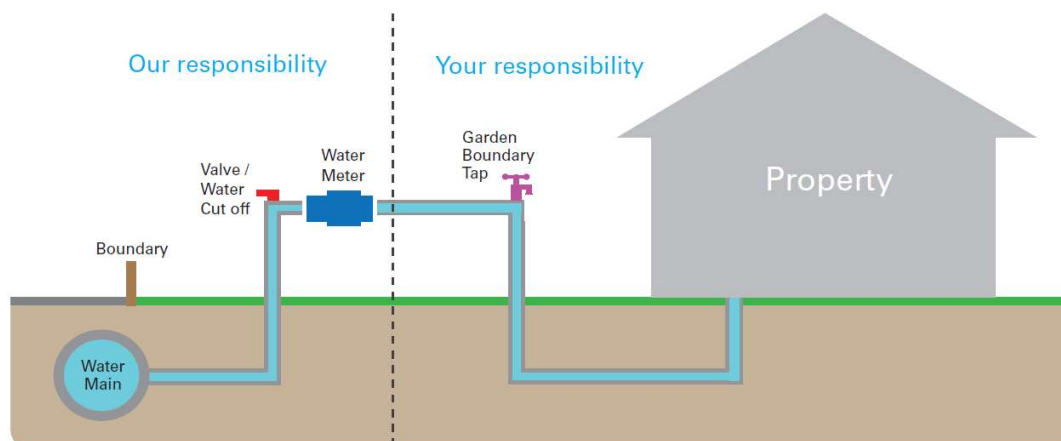 Our responsibility
Your responsibility
Garden
Boundary
Tap
Water
Meter
Valve /
Water
Cut off
Property
Boundary
Water
Main